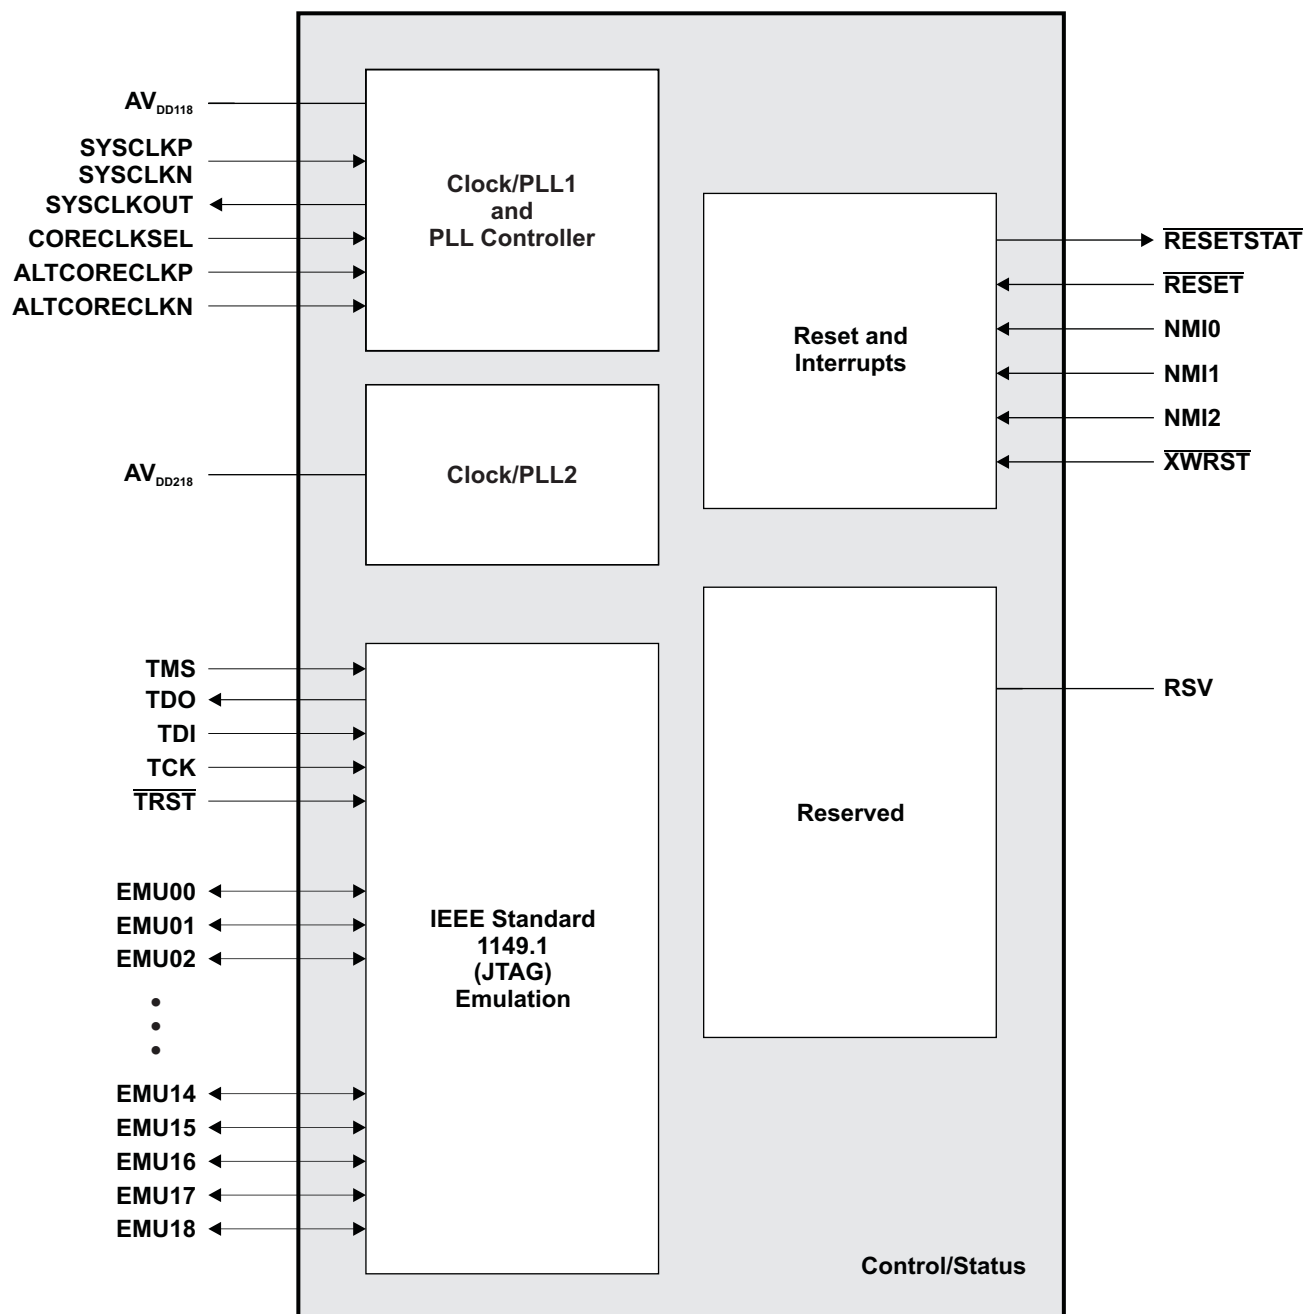 AVDD118
SYSCLKP
SYSCLKN
SYSCLKOUT
CORECLKSEL
ALTCORECLKP
ALTCORECLKN
Clock/PLL1
and
PLL Controller
AVDD218
Clock/PLL2
TMS
TDO
TDI
TCK
TRST
EMU00
EMU01
EMU02
EMU14
EMU15
EMU16
EMU17
EMU18
IEEE Standard
1149.1
(JTAG)
Emulation
Reset and
Interrupts
RESETSTAT
RESET
NMI0
NMI1
NMI2
XWRST
Reserved
RSV
Control/Status